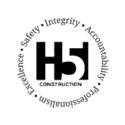 • Safety • Integrity • Accountability • Professionalism • Excellence
H5
CONSTRUCTION